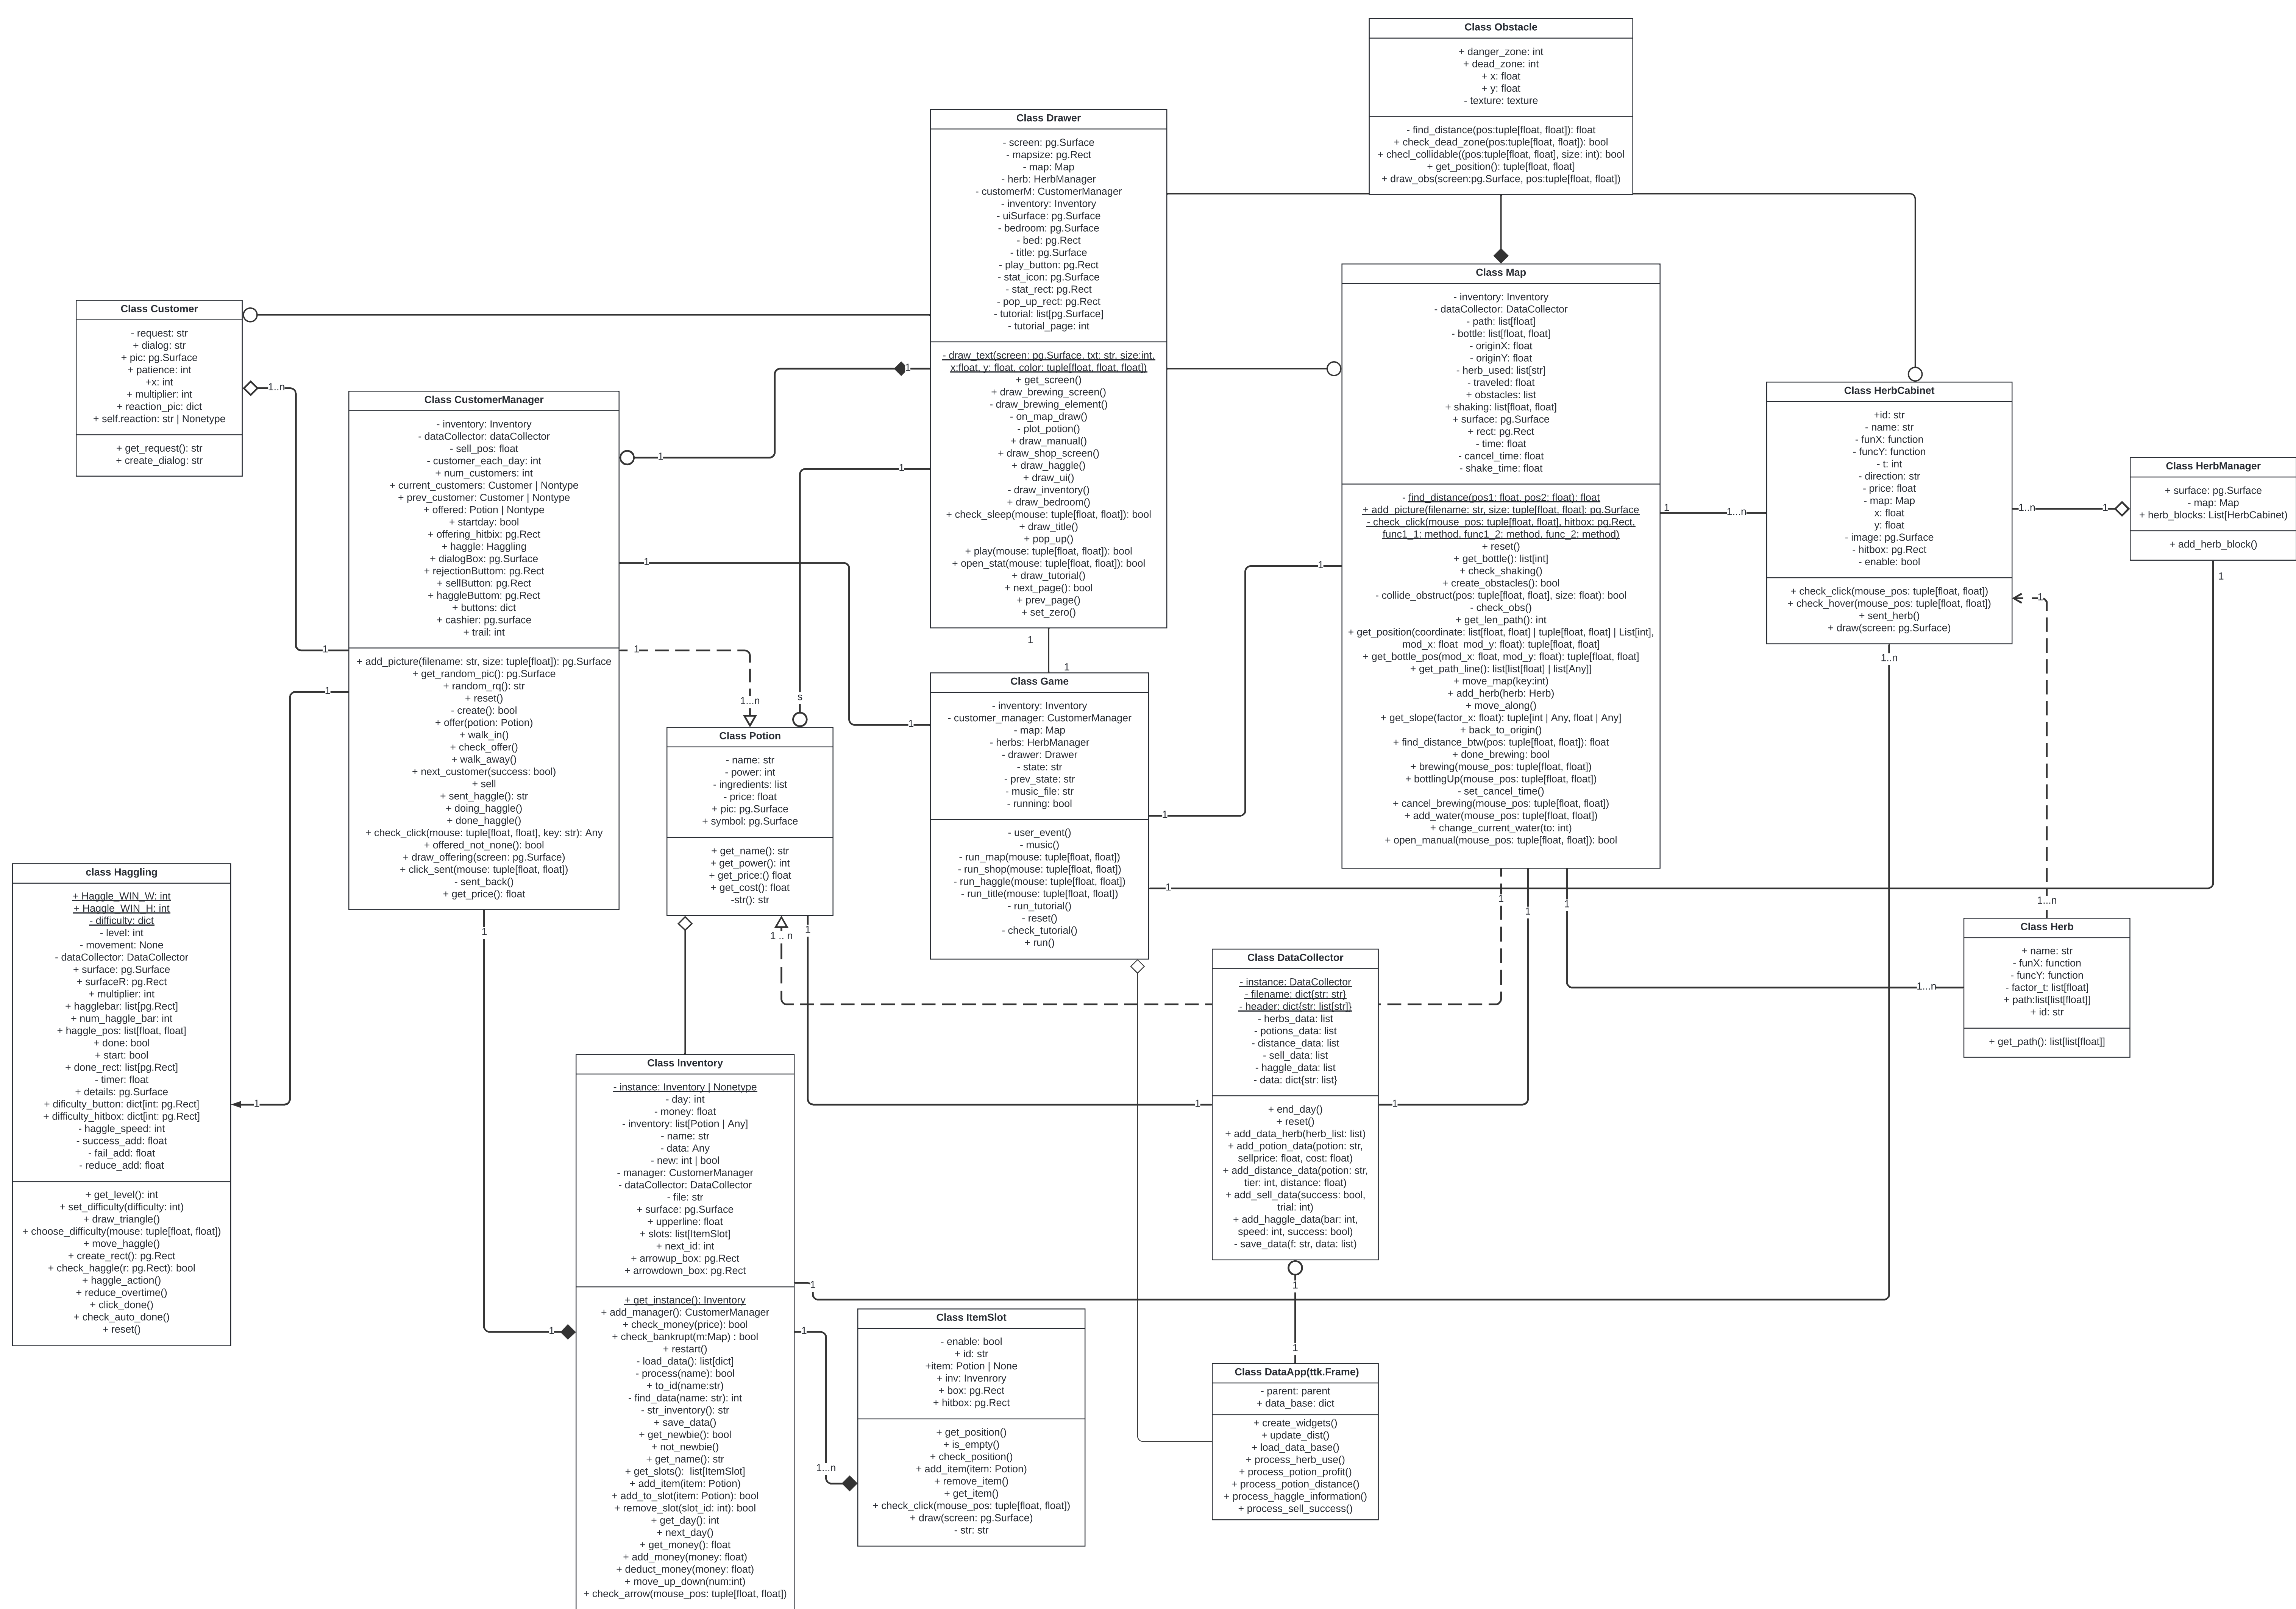 Class Obstacle
+ danger_zone: int
+ dead_zone: int
+ x: float
+ y: float
- texture: texture
- find_distance(pos:tuple[float, float]): float
+ check_dead_zone(pos:tuple[float, float]): bool
+ checl_collidable((pos:tuple[float, float], size: int): bool
+ get_position(): tuple[float, float]
+ draw_obs(screen:pg.Surface, pos:tuple[float, float])
Class Drawer
- screen: pg.Surface
- mapsize: pg.Rect
- map: Map
- herb: HerbManager
- customerM: CustomerManager
- inventory: Inventory
- uiSurface: pg.Surface
- bedroom: pg.Surface
- bed: pg.Rect
- title: pg.Surface
- play_button: pg.Rect
- stat_icon: pg.Surface
- stat_rect: pg.Rect
- pop_up_rect: pg.Rect
- tutorial: list[pg.Surface]
- tutorial_page: int
- draw_text(screen: pg.Surface, txt: str, size:int,
x:float, y: float, color: tuple[float, float, float])
+ get_screen()
+ draw_brewing_screen()
- draw_brewing_element()
- on_map_draw()
- plot_potion()
+ draw_manual()
+ draw_shop_screen()
+ draw_haggle()
+ draw_ui()
- draw_inventory()
+ draw_bedroom()
+ check_sleep(mouse: tuple[float, float]): bool
+ draw_title()
+ pop_up()
+ play(mouse: tuple[float, float]): bool
+ open_stat(mouse: tuple[float, float]): bool
+ draw_tutorial()
+ next_page(): bool
+ prev_page()
+ set_zero()
Class Map
- inventory: Inventory
- dataCollector: DataCollector
- path: list[float]
- bottle: list[float, float]
- originX: float
- originY: float
- herb_used: list[str]
- traveled: float
+ obstacles: list
+ shaking: list[float, float]
+ surface: pg.Surface
+ rect: pg.Rect
- time: float
- cancel_time: float
- shake_time: float
- find_distance(pos1: float, pos2: float): float
+ add_picture(filename: str, size: tuple[float, float]: pg.Surface
- check_click(mouse_pos: tuple[float, float], hitbox: pg.Rect,
func1_1: method, func1_2: method, func_2: method)
+ reset()
+ get_bottle(): list[int]
+ check_shaking()
+ create_obstacles(): bool
- collide_obstruct(pos: tuple[float, float], size: float): bool)
- check_obs()
+ get_len_path(): int
+ get_position(coordinate: list[float, float] | tuple[float, float] | List[int],
mod_x: float mod_y: float): tuple[float, float]
+ get_bottle_pos(mod_x: float, mod_y: float): tuple[float, float]
+ get_path_line(): list[list[float] | list[Any]]
+ move_map(key:int)
+ add_herb(herb: Herb)
+ move_along()
+ get_slope(factor_x: float): tuple[int | Any, float | Any]
+ back_to_origin()
+ find_distance_btw(pos: tuple[float, float]): float
+ done_brewing: bool
+ brewing(mouse_pos: tuple[float, float])
+ bottlingUp(mouse_pos: tuple[float, float])
- set_cancel_time()
+ cancel_brewing(mouse_pos: tuple[float, float])
+ add_water(mouse_pos: tuple[float, float])
+ change_current_water(to: int)
+ open_manual(mouse_pos: tuple[float, float]): bool
Class Customer
- request: str
+ dialog: str
+ pic: pg.Surface
+ patience: int
+x: int
+ multiplier: int
+ reaction_pic: dict
+ self.reaction: str | Nonetype
+ get_request(): str
+ create_dialog: str
Class CustomerManager
- inventory: Inventory
- dataCollector: dataCollector
- sell_pos: float
- customer_each_day: int
+ num_customers: int
+ current_customers: Customer | Nontype
+ prev_customer: Customer | Nontype
+ offered: Potion | Nontype
+ startday: bool
+ offering_hitbix: pg.Rect
+ haggle: Haggling
+ dialogBox: pg.Surface
+ rejectionButtom: pg.Rect
+ sellButton: pg.Rect
+ haggleButtom: pg.Rect
+ buttons: dict
+ cashier: pg.surface
+ trail: int
+ add_picture(filename: str, size: tuple[float]): pg.Surface
+ get_random_pic(): pg.Surface
+ random_rq(): str
+ reset()
- create(): bool
+ offer(potion: Potion)
+ walk_in()
+ check_offer()
+ walk_away()
+ next_customer(success: bool)
+ sell
+ sent_haggle(): str
+ doing_haggle()
+ done_haggle()
+ check_click(mouse: tuple[float, float], key: str): Any
+ offered_not_none(): bool
+ draw_offering(screen: pg.Surface)
+ click_sent(mouse: tuple[float, float])
- sent_back()
+ get_price(): float
Class HerbCabinet
+id: str
- name: str
- funX: function
- funcY: function
- t: int
- direction: str
- price: float
- map: Map
x: float
y: float
- image: pg.Surface
- hitbox: pg.Rect
- enable: bool
+ check_click(mouse_pos: tuple[float, float])
+ check_hover(mouse_pos: tuple[float, float])
+ sent_herb()
+ draw(screen: pg.Surface)
Class HerbManager
+ surface: pg.Surface
- map: Map
+ herb_blocks: List[HerbCabinet)
+ add_herb_block()
Class Game
- inventory: Inventory
- customer_manager: CustomerManager
- map: Map
- herbs: HerbManager
- drawer: Drawer
- state: str
- prev_state: str
- music_file: str
- running: bool
- user_event()
- music()
- run_map(mouse: tuple[float, float])
- run_shop(mouse: tuple[float, float])
- run_haggle(mouse: tuple[float, float])
- run_title(mouse: tuple[float, float])
- run_tutorial()
- reset()
- check_tutorial()
+ run()
Class Potion
- name: str
- power: int
- ingredients: list
- price: float
+ pic: pg.Surface
+ symbol: pg.Surface
+ get_name(): str
+ get_power(): int
+ get_price:() float
+ get_cost(): float
-str(): str
class Haggling
+ Haggle_WIN_W: int
+ Haggle_WIN_H: int
- difficulty: dict
- level: int
- movement: None
- dataCollector: DataCollector
+ surface: pg.Surface
+ surfaceR: pg.Rect
+ multiplier: int
+ hagglebar: list[pg.Rect]
+ num_haggle_bar: int
+ haggle_pos: list[float, float]
+ done: bool
+ start: bool
+ done_rect: list[pg.Rect]
- timer: float
+ details: pg.Surface
+ dificulty_button: dict[int: pg.Rect]
+ difficulty_hitbox: dict[int: pg.Rect]
- haggle_speed: int
- success_add: float
- fail_add: float
- reduce_add: float
+ get_level(): int
+ set_difficulty(difficulty: int)
+ draw_triangle()
+ choose_difficulty(mouse: tuple[float, float])
+ move_haggle()
+ create_rect(): pg.Rect
+ check_haggle(r: pg.Rect): bool
+ haggle_action()
+ reduce_overtime()
+ click_done()
+ check_auto_done()
+ reset()
Class Herb
+ name: str
- funX: function
- funcY: function
- factor_t: list[float]
+ path:list[list[float]]
+ id: str
+ get_path(): list[list[float]]
Class DataCollector
- instance: DataCollector
- filename: dict{str: str}
- header: dict{str: list[str]}
- herbs_data: list
- potions_data: list
- distance_data: list
- sell_data: list
- haggle_data: list
- data: dict{str: list}
+ end_day()
+ reset()
+ add_data_herb(herb_list: list)
+ add_potion_data(potion: str,
sellprice: float, cost: float)
+ add_distance_data(potion: str,
tier: int, distance: float)
+ add_sell_data(success: bool,
trial: int)
+ add_haggle_data(bar: int,
speed: int, success: bool)
- save_data(f: str, data: list)
Class Inventory
- instance: Inventory | Nonetype
- day: int
- money: float
- inventory: list[Potion | Any]
- name: str
- data: Any
- new: int | bool
- manager: CustomerManager
- dataCollector: DataCollector
- file: str
+ surface: pg.Surface
+ upperline: float
+ slots: list[ItemSlot]
+ next_id: int
+ arrowup_box: pg.Rect
+ arrowdown_box: pg.Rect
+ get_instance(): Inventory
+ add_manager(): CustomerManager
+ check_money(price): bool
+ check_bankrupt(m:Map) : bool
+ restart()
- load_data(): list[dict]
- process(name): bool
+ to_id(name:str)
- find_data(name: str): int
- str_inventory(): str
+ save_data()
+ get_newbie(): bool
+ not_newbie()
+ get_name(): str
+ get_slots(): list[ItemSlot]
+ add_item(item: Potion)
+ add_to_slot(item: Potion): bool
+ remove_slot(slot_id: int): bool
+ get_day(): int
+ next_day()
+ get_money(): float
+ add_money(money: float)
+ deduct_money(money: float)
+ move_up_down(num:int)
+ check_arrow(mouse_pos: tuple[float, float])
Class ItemSlot
- enable: bool
+ id: str
+item: Potion | None
+ inv: Invenrory
+ box: pg.Rect
+ hitbox: pg.Rect
+ get_position()
+ is_empty()
+ check_position()
+ add_item(item: Potion)
+ remove_item()
+ get_item()
+ check_click(mouse_pos: tuple[float, float])
+ draw(screen: pg.Surface)
- str: str
Class DataApp(ttk.Frame)
- parent: parent
+ data_base: dict
+ create_widgets()
+ update_dist()
+ load_data_base()
+ process_herb_use()
+ process_potion_profit()
+ process_potion_distance()
+ process_haggle_information()
+ process_sell_success()
1..n
1
1
1
1
1
1
1...n
1
s
1
1
1
1
1
1
1
1...n
1..n
1
1
1
1...n
1..n
1
1
1
1
1...n
1
1
1 .. n
1
1
1
1
1
1
1
1...n
1
1